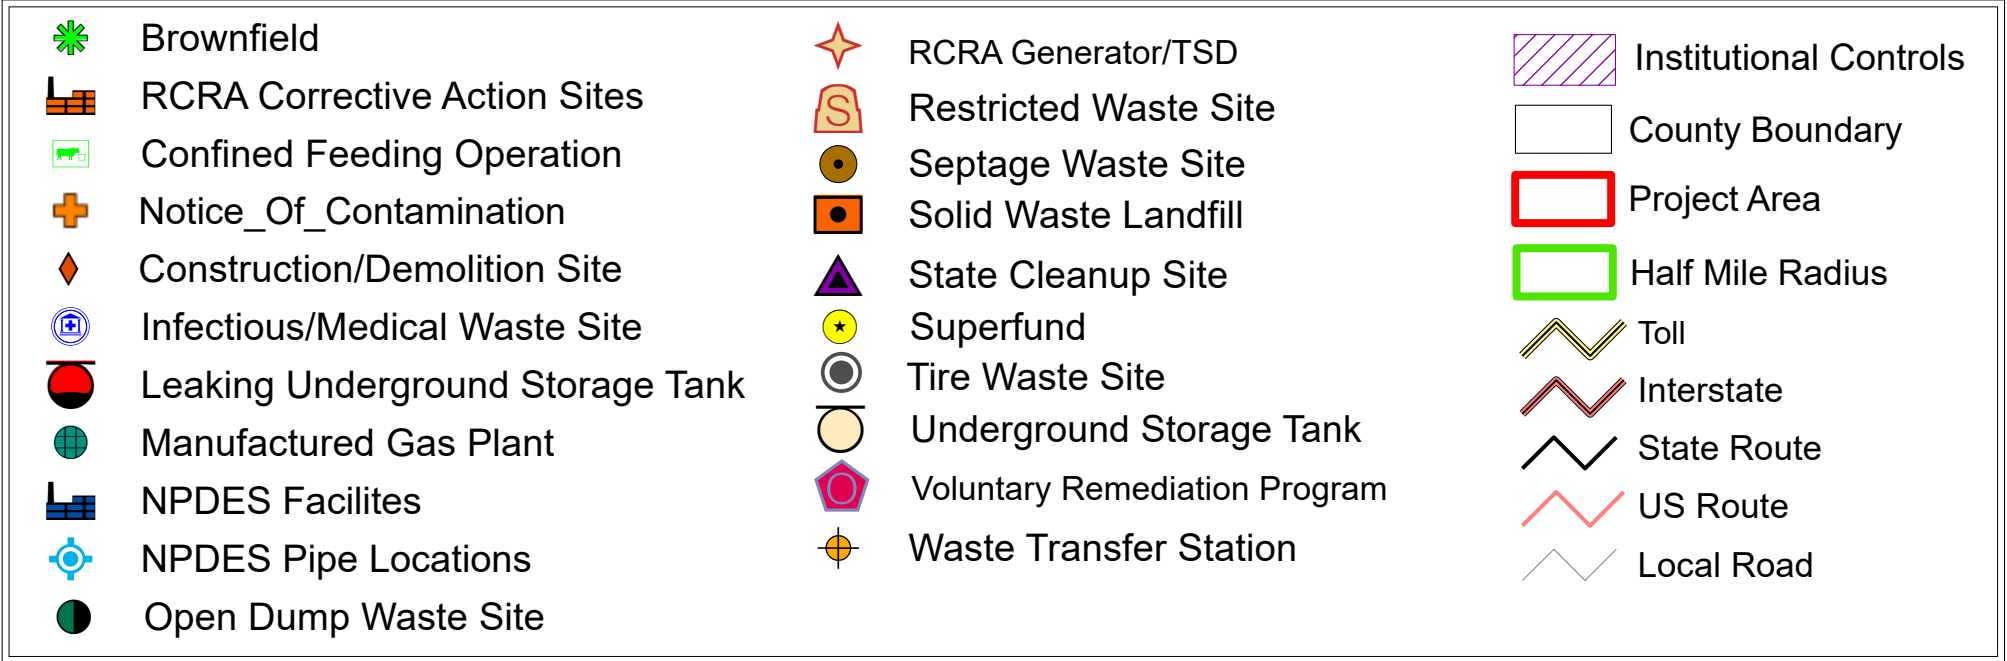 Brownfield
RCRA Corrective Action Sites
Confined Feeding Operation
Notice_Of_Contamination
Construction/Demolition Site
Infectious/Medical Waste Site
Leaking Underground Storage Tank
Manufactured Gas Plant
NPDES Facilites
NPDES Pipe Locations
Open Dump Waste Site
RCRA Generator/TSD
S
Restricted Waste Site
Septage Waste Site
Solid Waste Landfill
State Cleanup Site
Superfund
Tire Waste Site
Underground Storage Tank
O
Voluntary Remediation Program
Waste Transfer Station
Institutional Controls
County Boundary
Project Area
Half Mile Radius
Toll
Interstate
State Route
US Route
Local Road